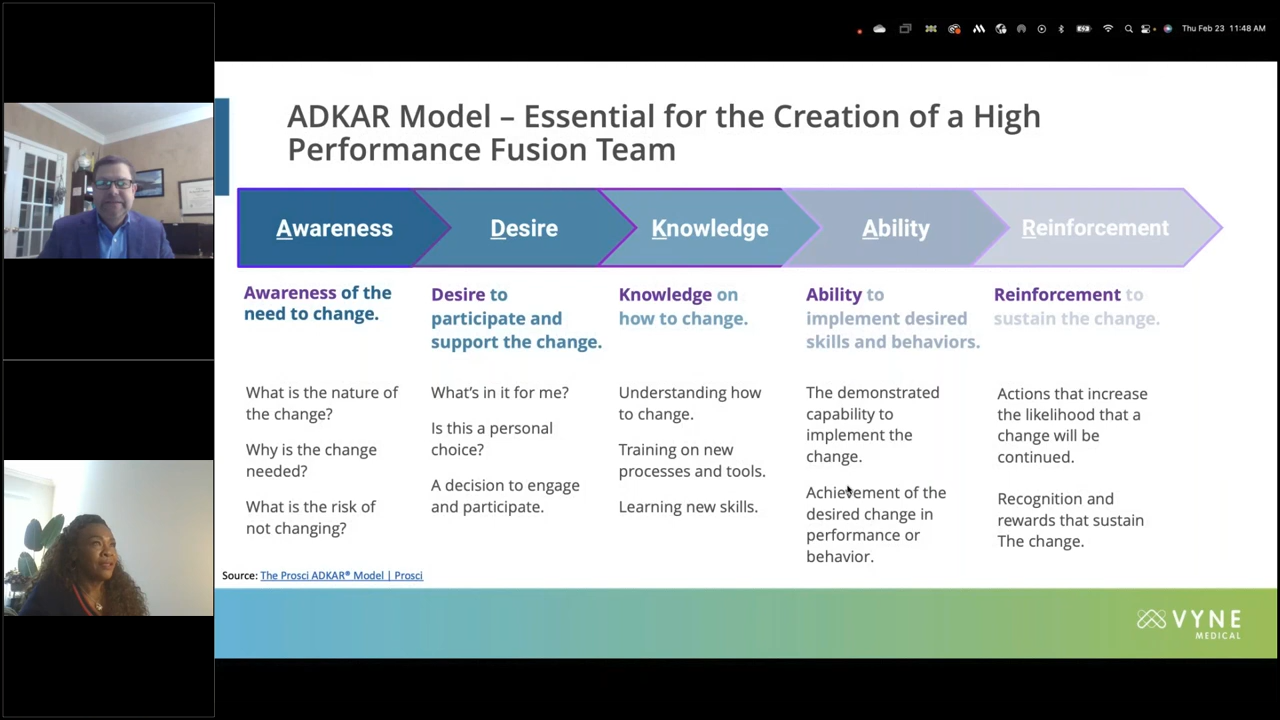 Thu Feb 23 11:48 AM
ADKAR Model – Essential for the Creation of a High
Performance Fusion Team
Awareness
Desire
Knowledge
Ability
Reinforcement
Awareness of the
need to change.
Desire to
participate and
support the change.
Knowledge on
how to change.
Ability to
implement desired
skills and behaviors.
Reinforcement to
sustain the change.
What is the nature of
the change?
Why is the change
needed?
What is the risk of
not changing?
What's in it for me?
Is this a personal
choice?
A decision to engage
and participate.
Understanding how
to change.
Training on new
processes and tools.
Learning new skills.
The demonstrated
capability to
implement the
change.
Achievement of the
desired change in
performance or
behavior.
Actions that increase
the likelihood that a
change will be
continued.
Recognition and
rewards that sustain
The change.
Source: The Prosci ADKAR® Model | Prosci
VYNE
MEDICAL